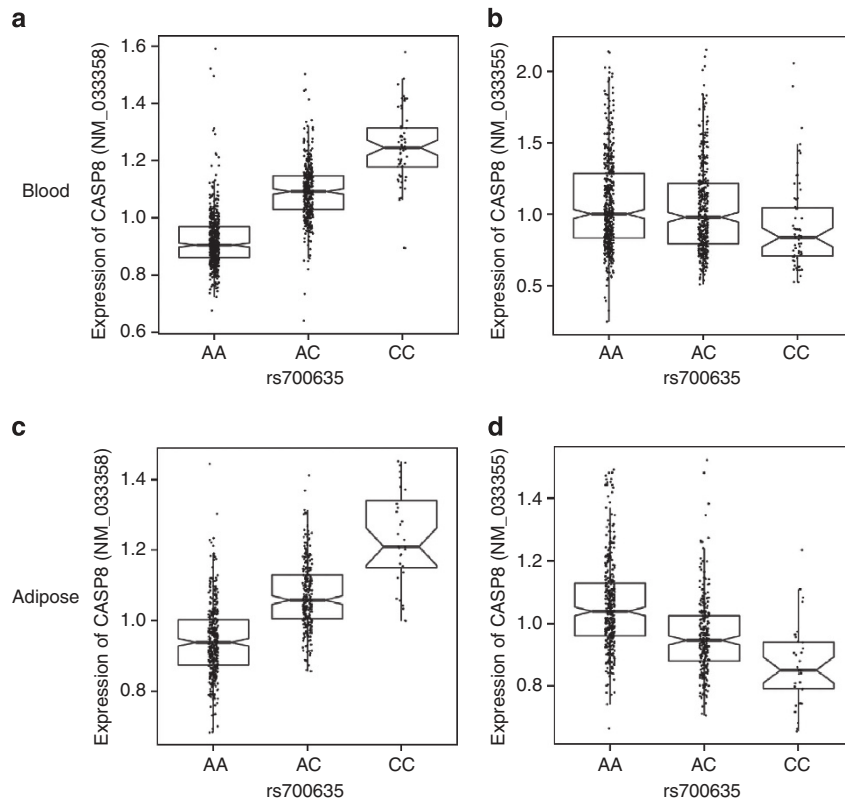 a
Expression of CASP8 (NM_033358)
1.6
1.4
1.2
1.0
0.8
0.6
AA AC CC
rs700635
b
Expression of CASP8 (NM_033355)
2.0
1.5
1.0
0.5
AA AC CC
rs700635
Blood
c
Expression of CASP8 (NM_033358)
1.4
1.2
1.0
0.8
AA AC CC
rs700635
d
Expression of CASP8 (NM_033355)
1.4
1.2
1.0
0.8
AA AC CC
rs700635
Adipose